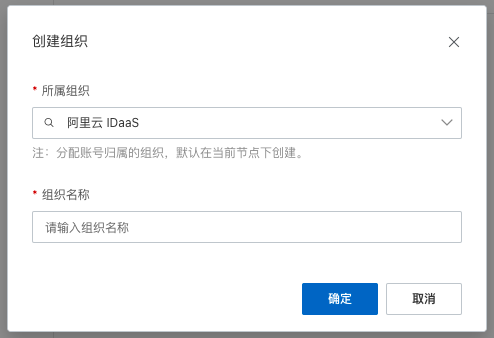 创建组织
* 所属组织
阿里云 IDaaS
注：分配账号归属的组织，默认在当前节点下创建。
* 组织名称
请输入组织名称
确定 取消